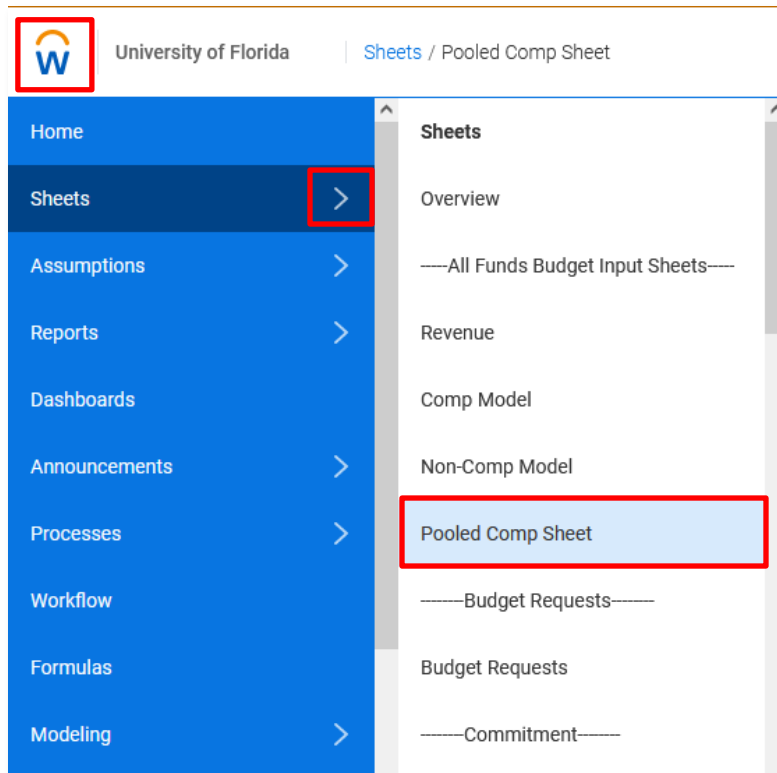 W
University of Florida
Sheets / Pooled Comp Sheet
Home
Sheets
Assumptions
Reports
Dashboards
Announcements
Processes
Workflow
Formulas
Modeling
Sheets
Overview
-----All Funds Budget Input Sheets-----
Revenue
Comp Model
Non-Comp Model
Pooled Comp Sheet
--------Budget Requests--------
Budget Requests
--------Commitment--------